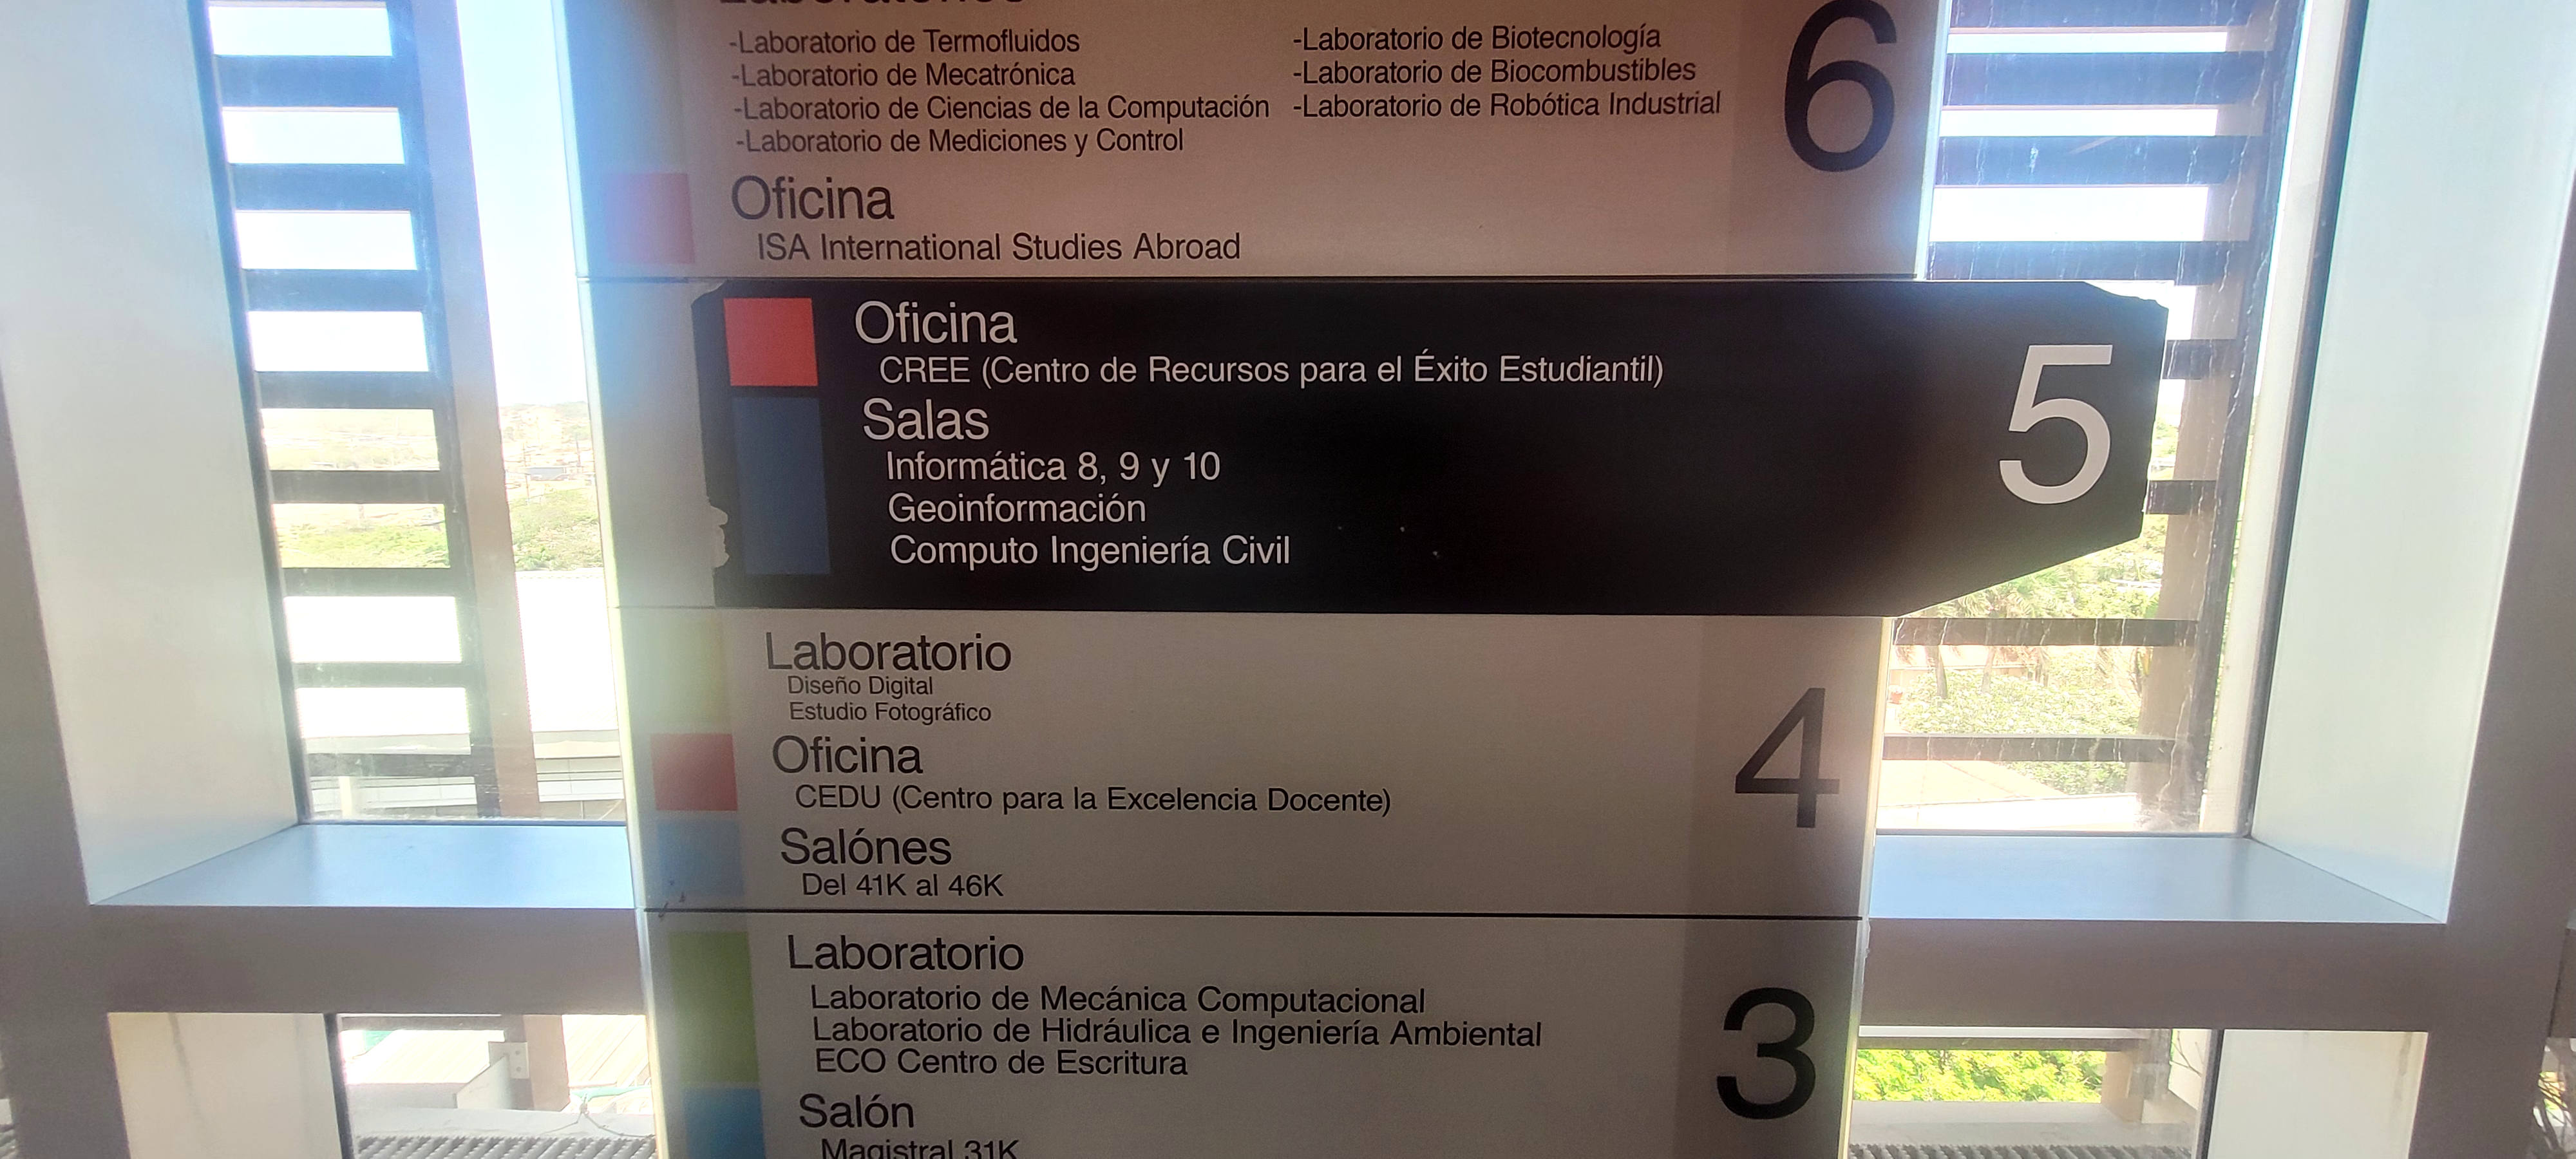 Laboratorios
-Laboratorio de Termofluidos
-Laboratorio de Mecatrónica
-Laboratorio de Ciencias de la Computación
-Laboratorio de Mediciones y Control
-Laboratorio de Biotecnología
-Laboratorio de Biocombustibles
-Laboratorio de Robótica Industrial
6
Oficina
ISA International Studies Abroad
Oficina
CREE (Centro de Recursos para el Éxito Estudiantil)
Salas
Informática 8, 9 y 10
Geoinformación
Computo Ingeniería Civil
5
Laboratorio
Diseño Digital
Estudio Fotográfico
Oficina
CEDU (Centro para la Excelencia Docente)
Salónes
Del 41K al 46K
4
Laboratorio
Laboratorio de Mecánica Computacional
Laboratorio de Hidráulica e Ingeniería Ambiental
ECO Centro de Escritura
Salón
Magistral 31K
3